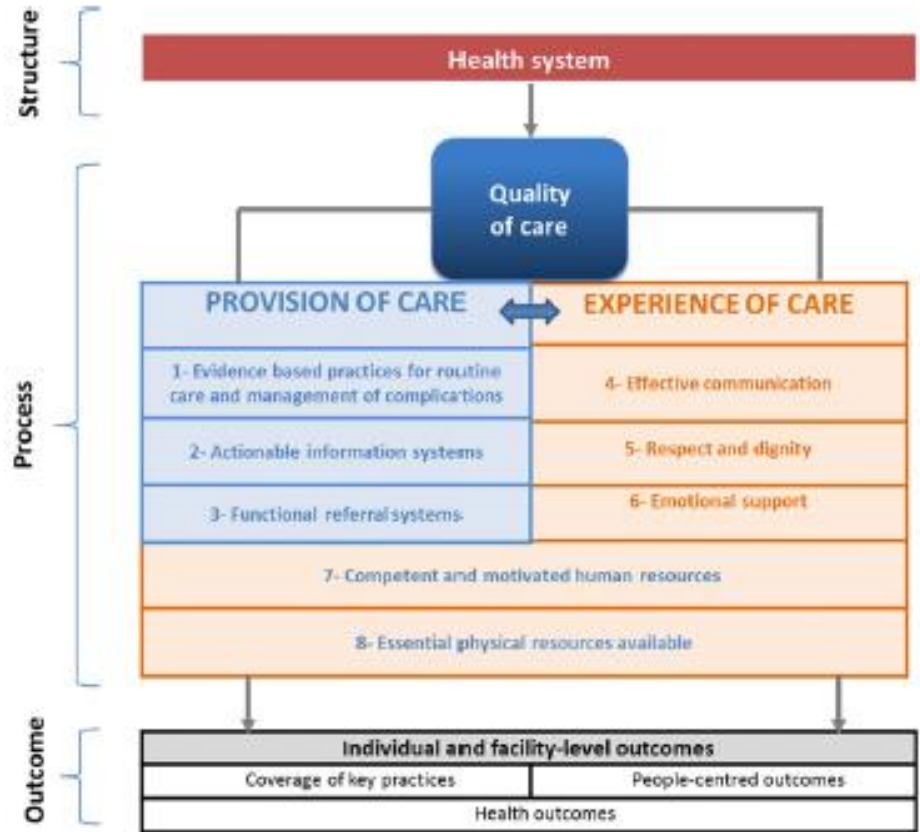 Structure
Health system
Process
Quality
of care
PROVISION OF CARE
EXPERIENCE OF CARE
1- Evidence based practices for routine
care and management of complications
2- Actionable information systems
3- Functional referral systems
4- Effective communication
5- Respect and dignity
6- Emotional support
7- Competent and motivated human resources
8- Essential physical resources available
Outcome
Individual and facility-level outcomes
Coverage of key practices
People-centred outcomes
Health outcomes